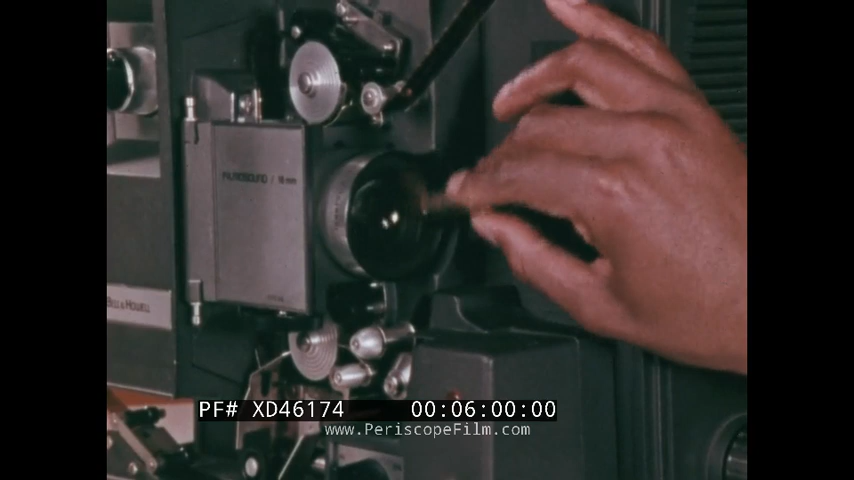 FILMOSOUND / 16 mm
BELL & HOWELL
PF# XD46174 00:06:00:00
www.PeriscopeFilm.com